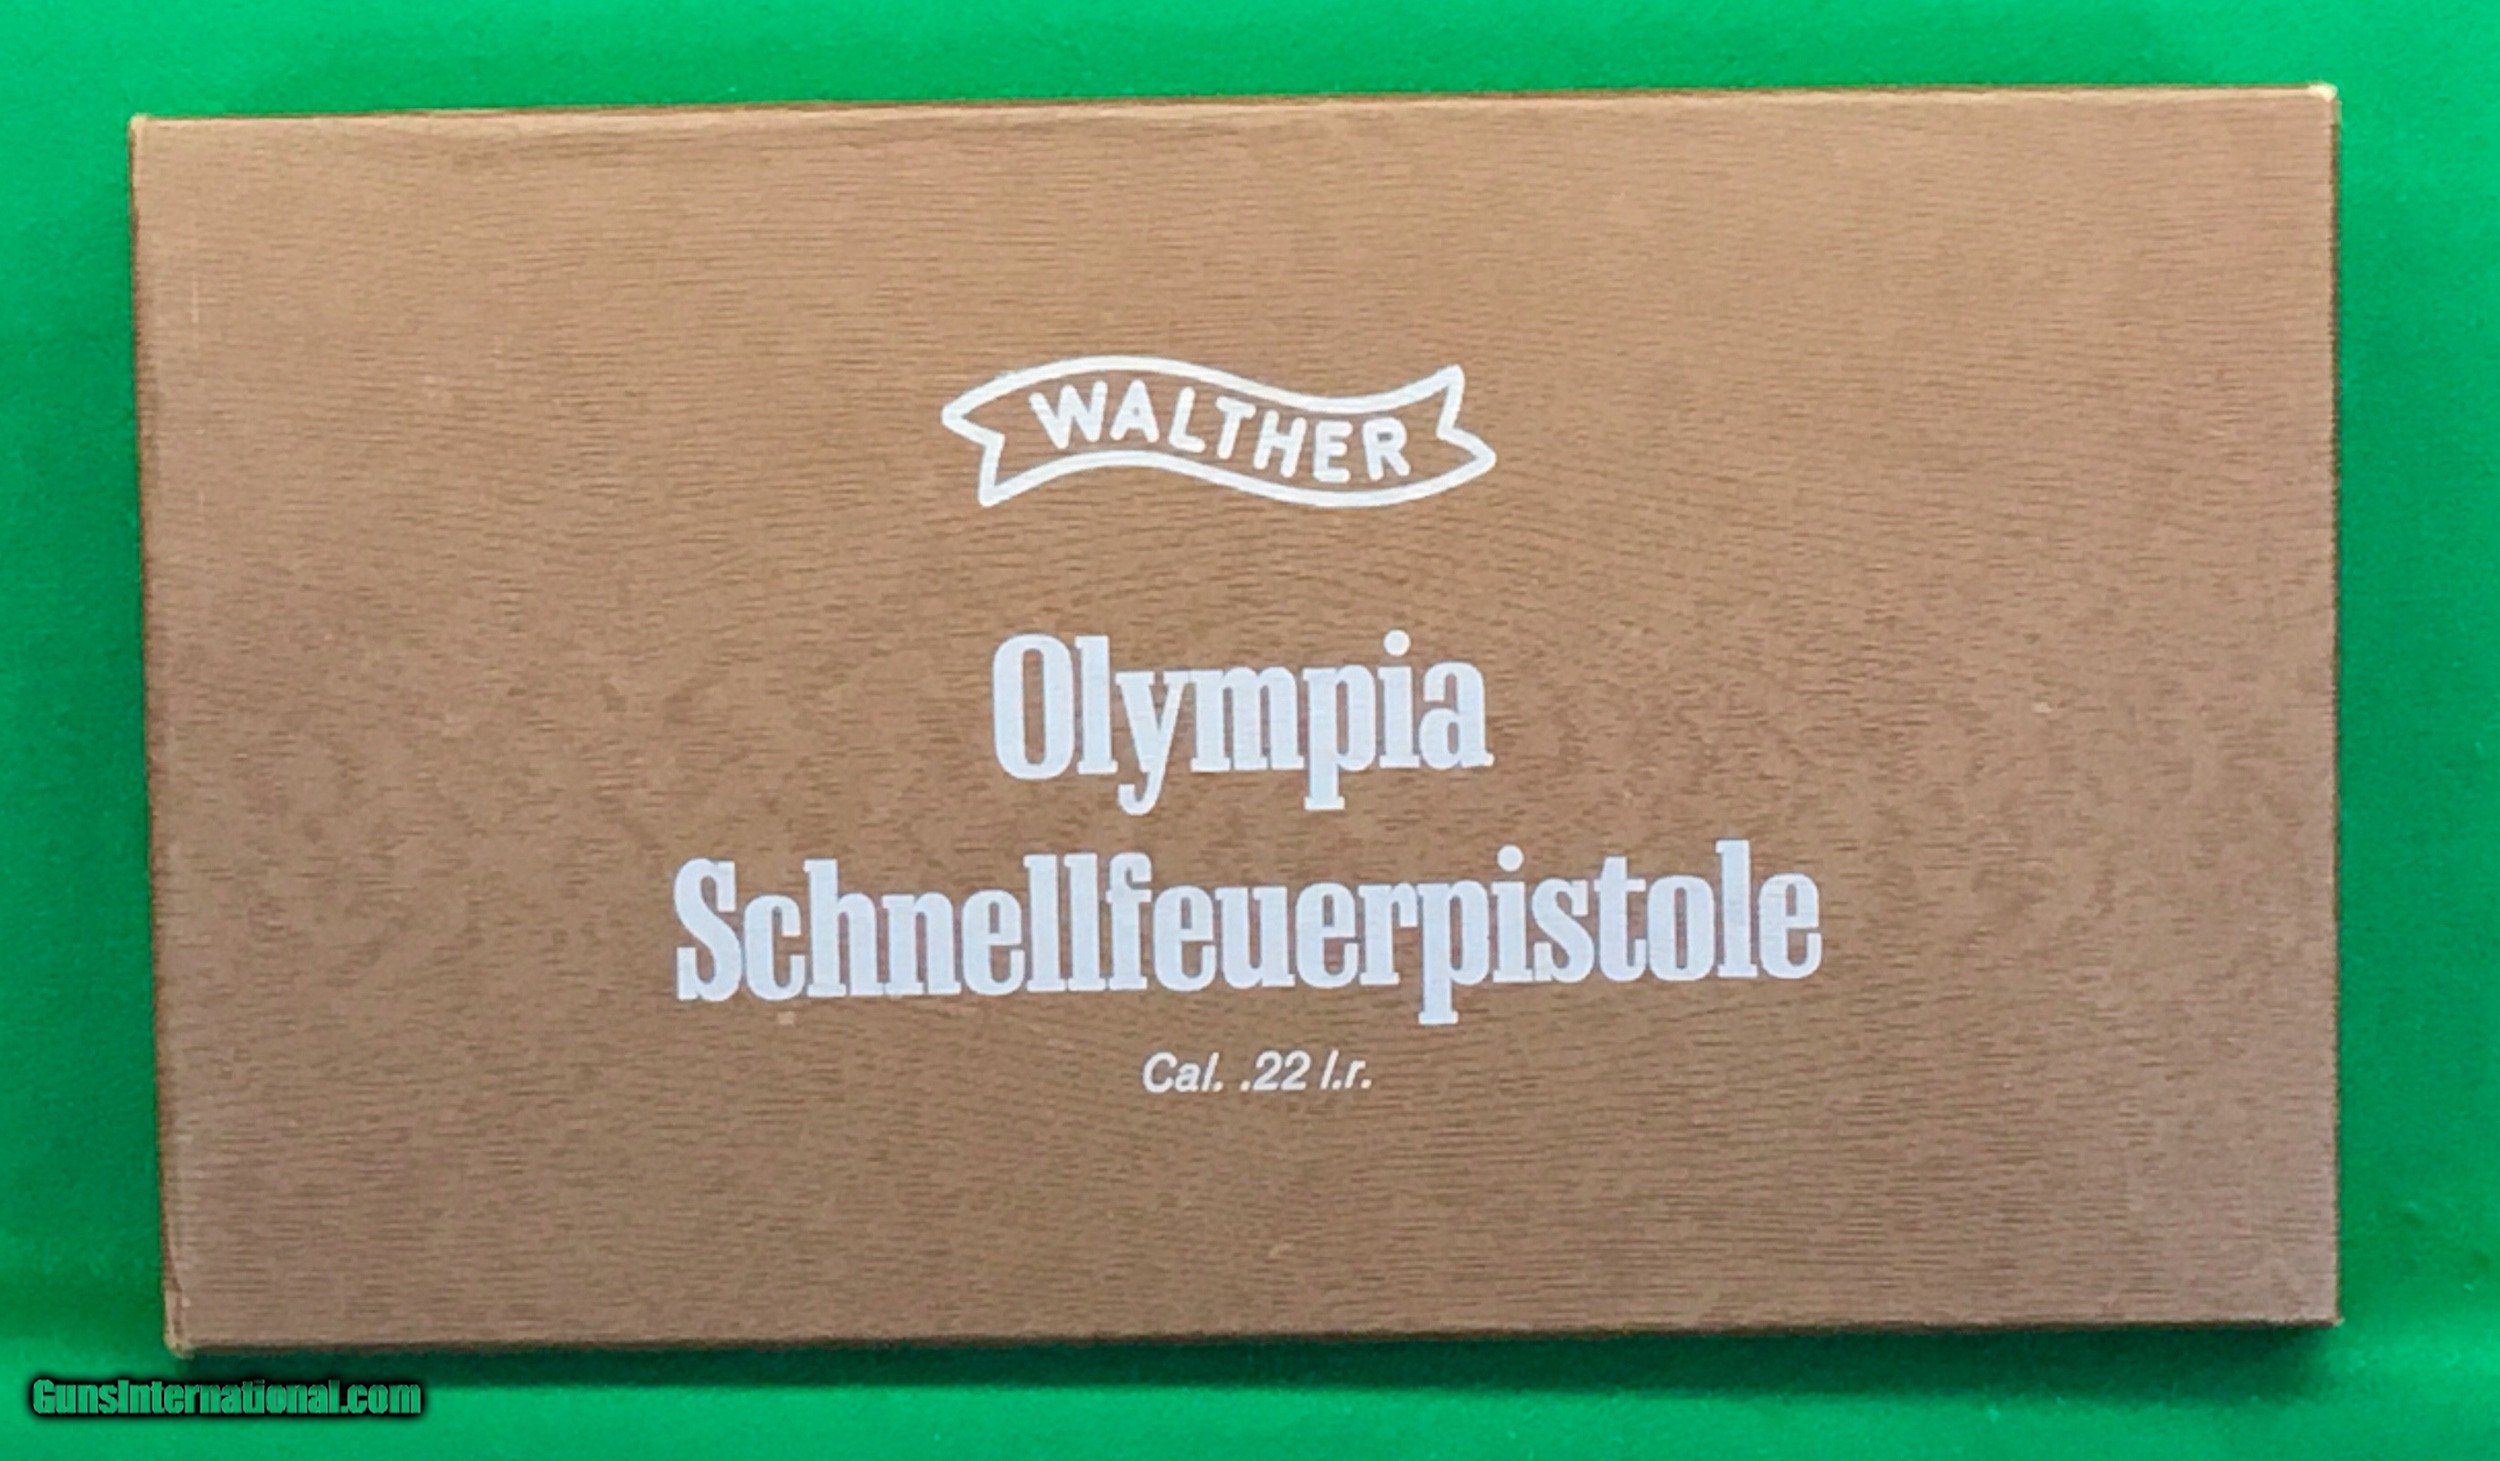 WALTHER
Olympia
Schnellfeuerpistole
Cal. .22 l.r.
GunsInternational.com